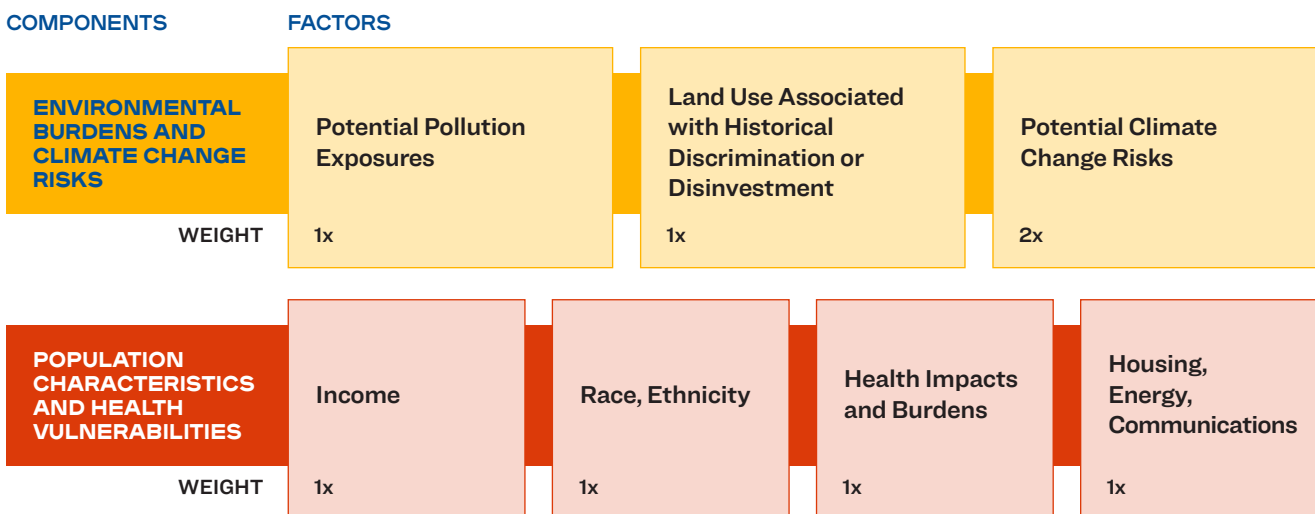 COMPONENTS
FACTORS
ENVIRONMENTAL
BURDENS AND
CLIMATE CHANGE
RISKS
Potential Pollution
Exposures
Land Use Associated
with Historical
Discrimination or
Disinvestment
Potential Climate
Change Risks
WEIGHT
1x
1x
2x
POPULATION
CHARACTERISTICS
AND HEALTH
VULNERABILITIES
Income
Race, Ethnicity
Health Impacts
and Burdens
Housing,
Energy,
Communications
WEIGHT
1x
1x
1x
1x